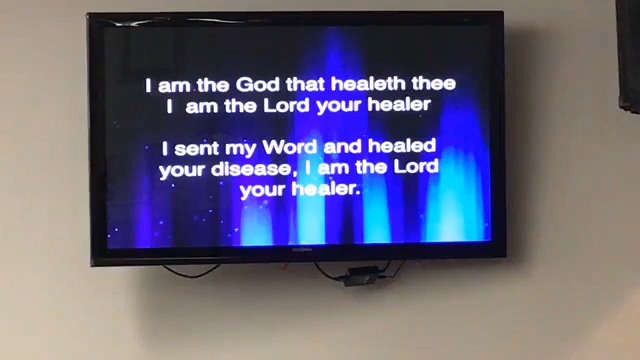 I am the God that healeth thee
I am the Lord your healer
I sent my Word and healed
your disease, I am the Lord
your healer.